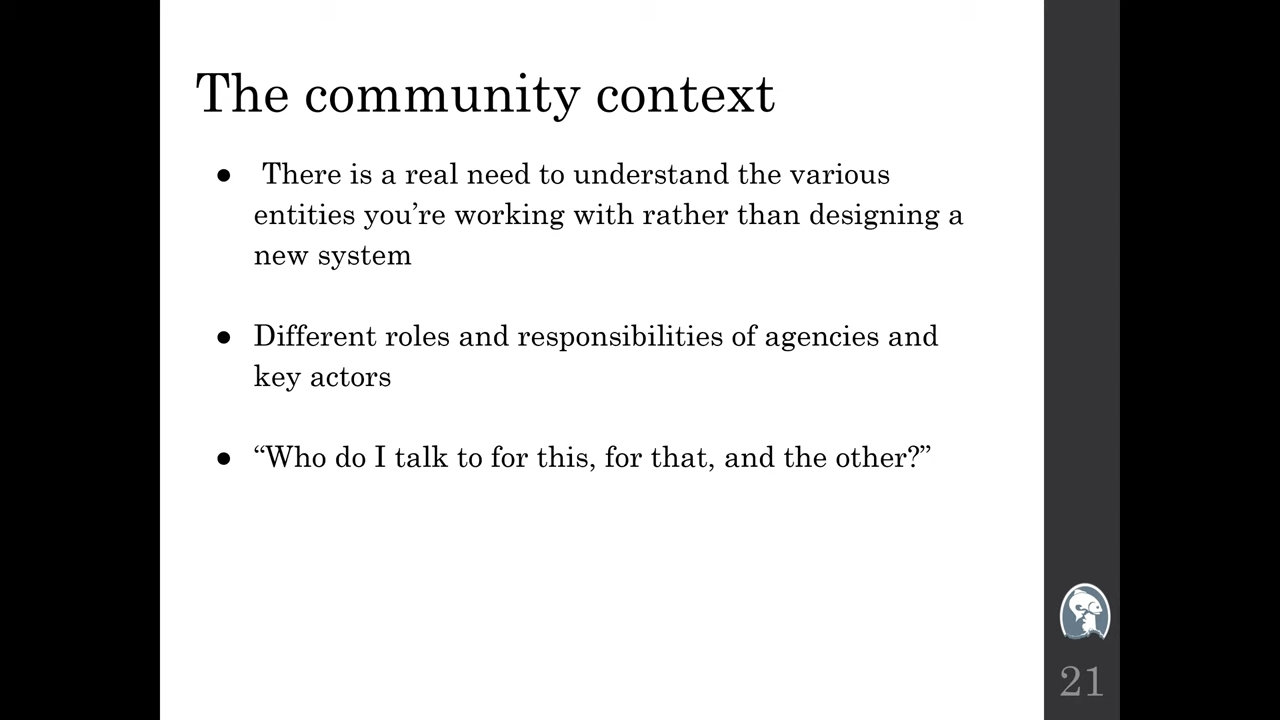 The community context
● There is a real need to understand the various
entities you’re working with rather than designing a
new system
● Different roles and responsibilities of agencies and
key actors
● “Who do I talk to for this, for that, and the other?”
21